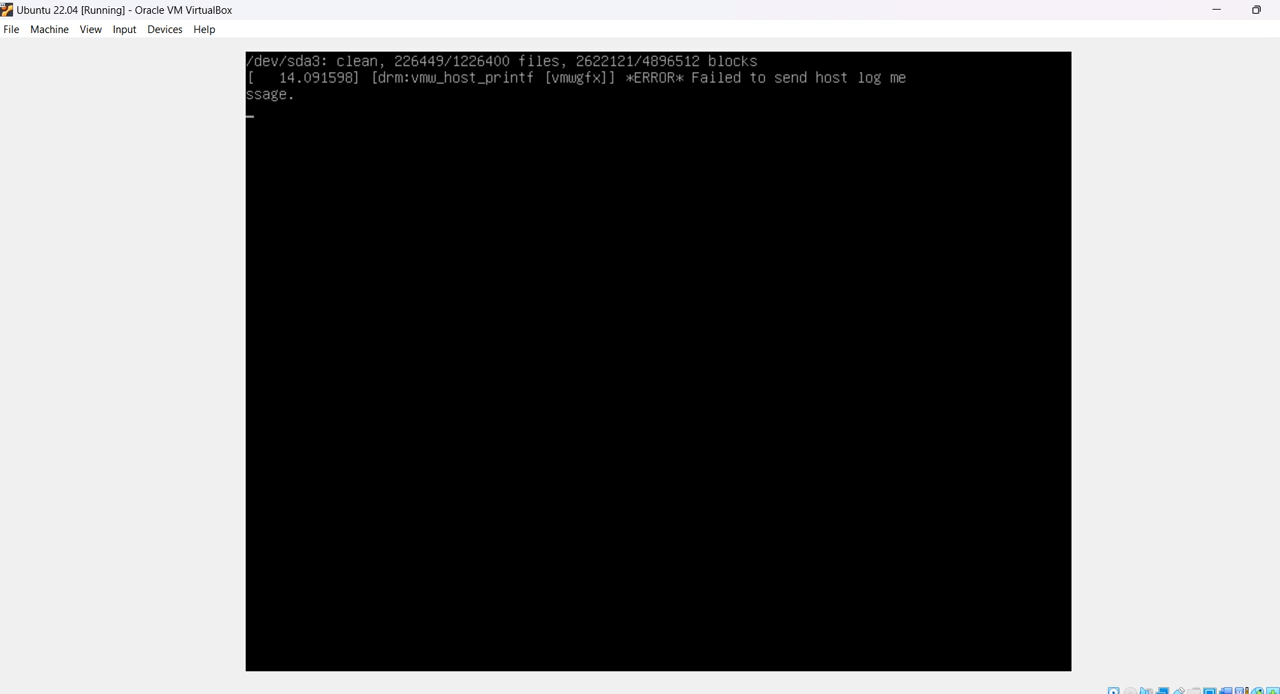 Ubuntu 22.04 [Running] - Oracle VM VirtualBox
File Machine View Input Devices Help
/dev/sda3: clean, 226449/1226400 files, 2622121/4896512 blocks
[   14.091598] [drm:vmw_host_printf [vmwgfx]] *ERROR* Failed to send host log me
ssage.